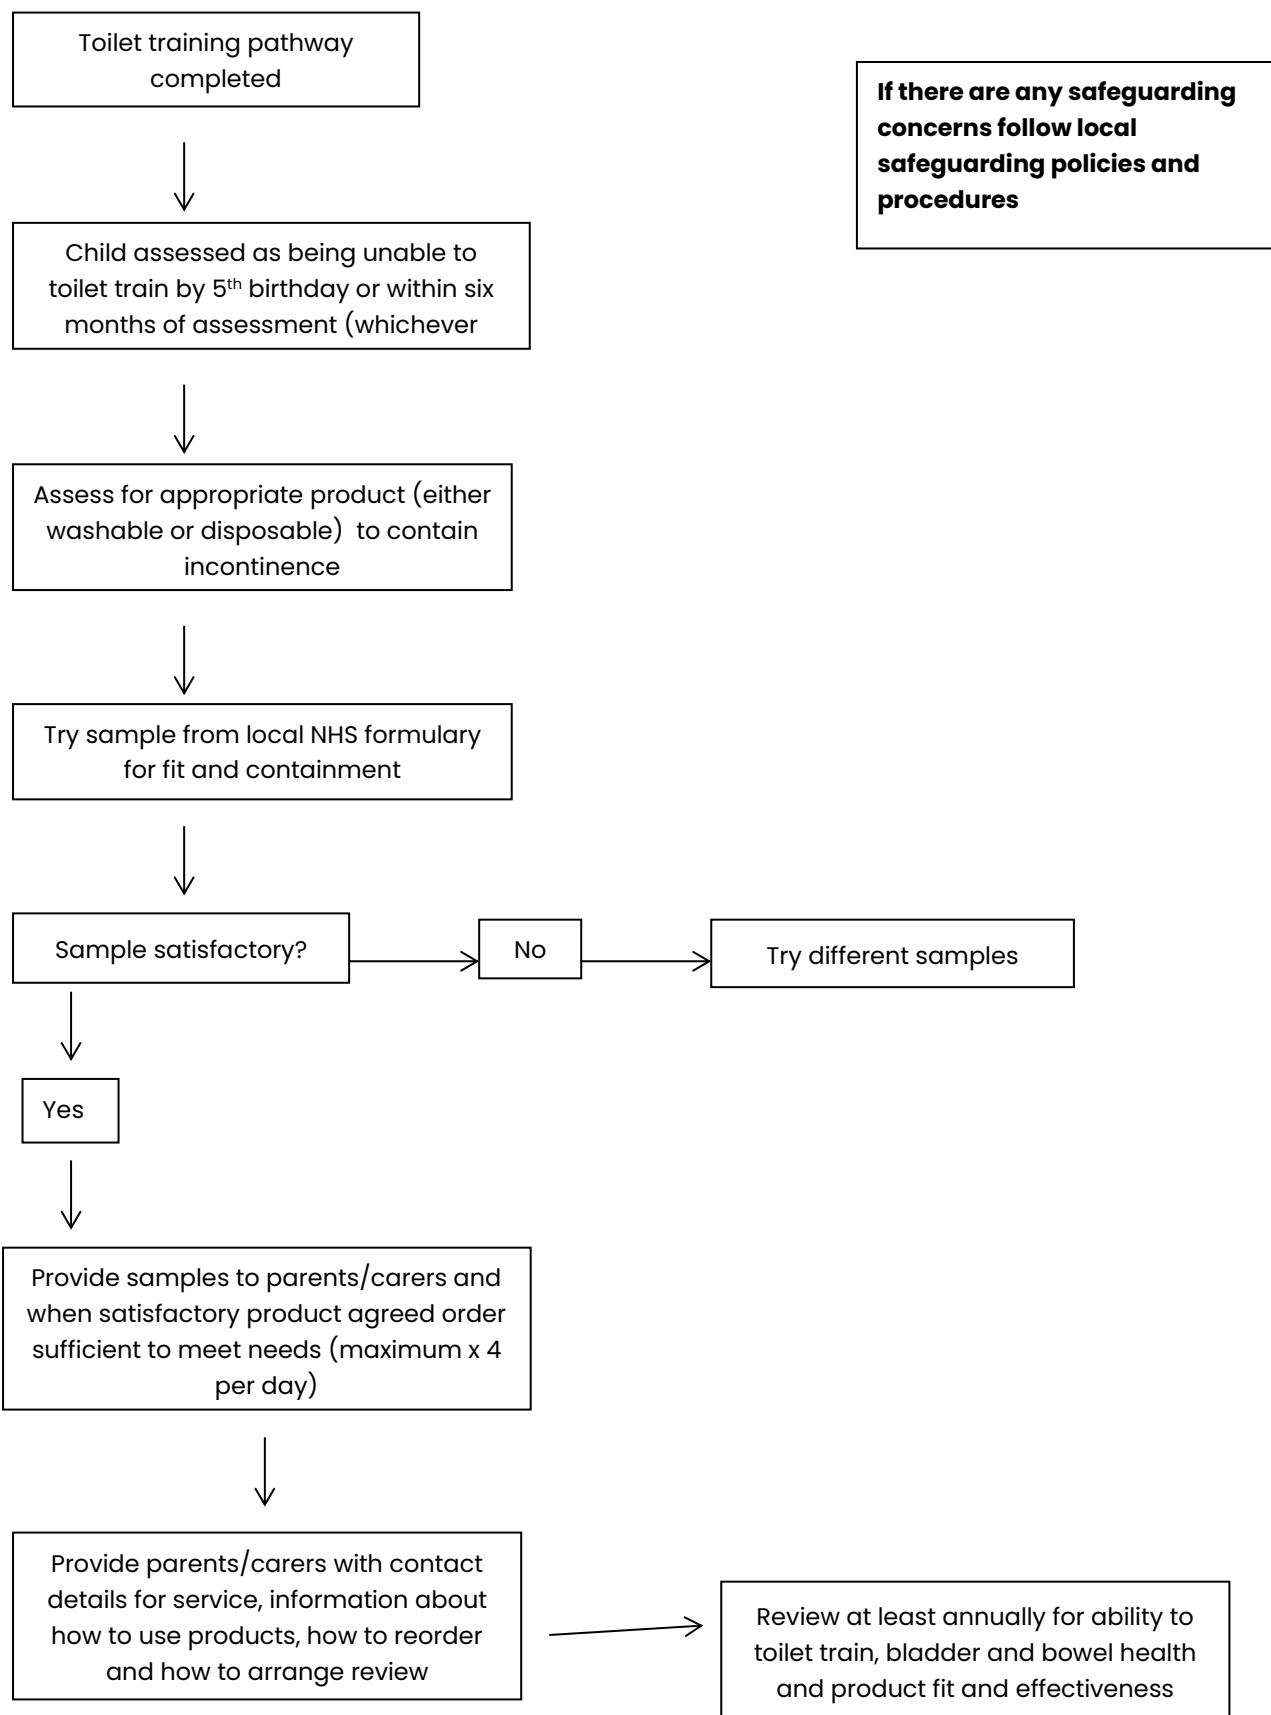 Toilet training pathway
completed
If there are any safeguarding
concerns follow local
safeguarding policies and
procedures
Child assessed as being unable to
toilet train by 5th birthday or within six
months of assessment (whichever
Assess for appropriate product (either
washable or disposable)  to contain
incontinence
Try sample from local NHS formulary
for fit and containment
Sample satisfactory?
No
Try different samples
Yes
Provide samples to parents/carers and
when satisfactory product agreed order
sufficient to meet needs (maximum x 4
per day)
Provide parents/carers with contact
details for service, information about
how to use products, how to reorder
and how to arrange review
Review at least annually for ability to
toilet train, bladder and bowel health
and product fit and effectiveness